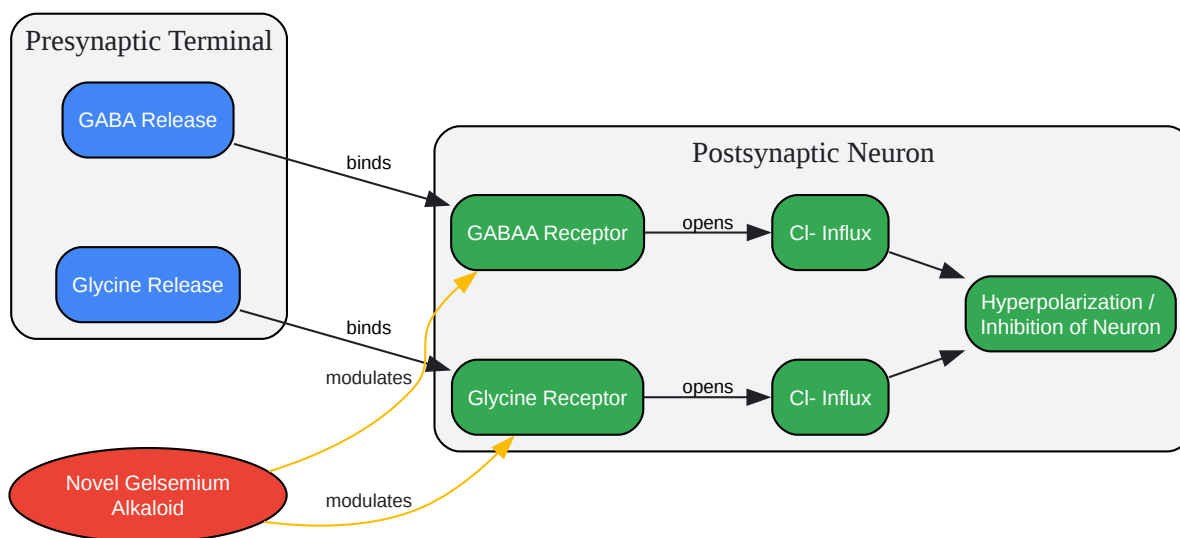 Presynaptic Terminal
GABA Release
Glycine Release
binds
binds
modulates
modulates
Novel Gelsemium
Alkaloid
Postsynaptic Neuron
GABAA Receptor
opens
Cl- Influx
Glycine Receptor
opens
Cl- Influx
Hyperpolarization /
Inhibition of Neuron